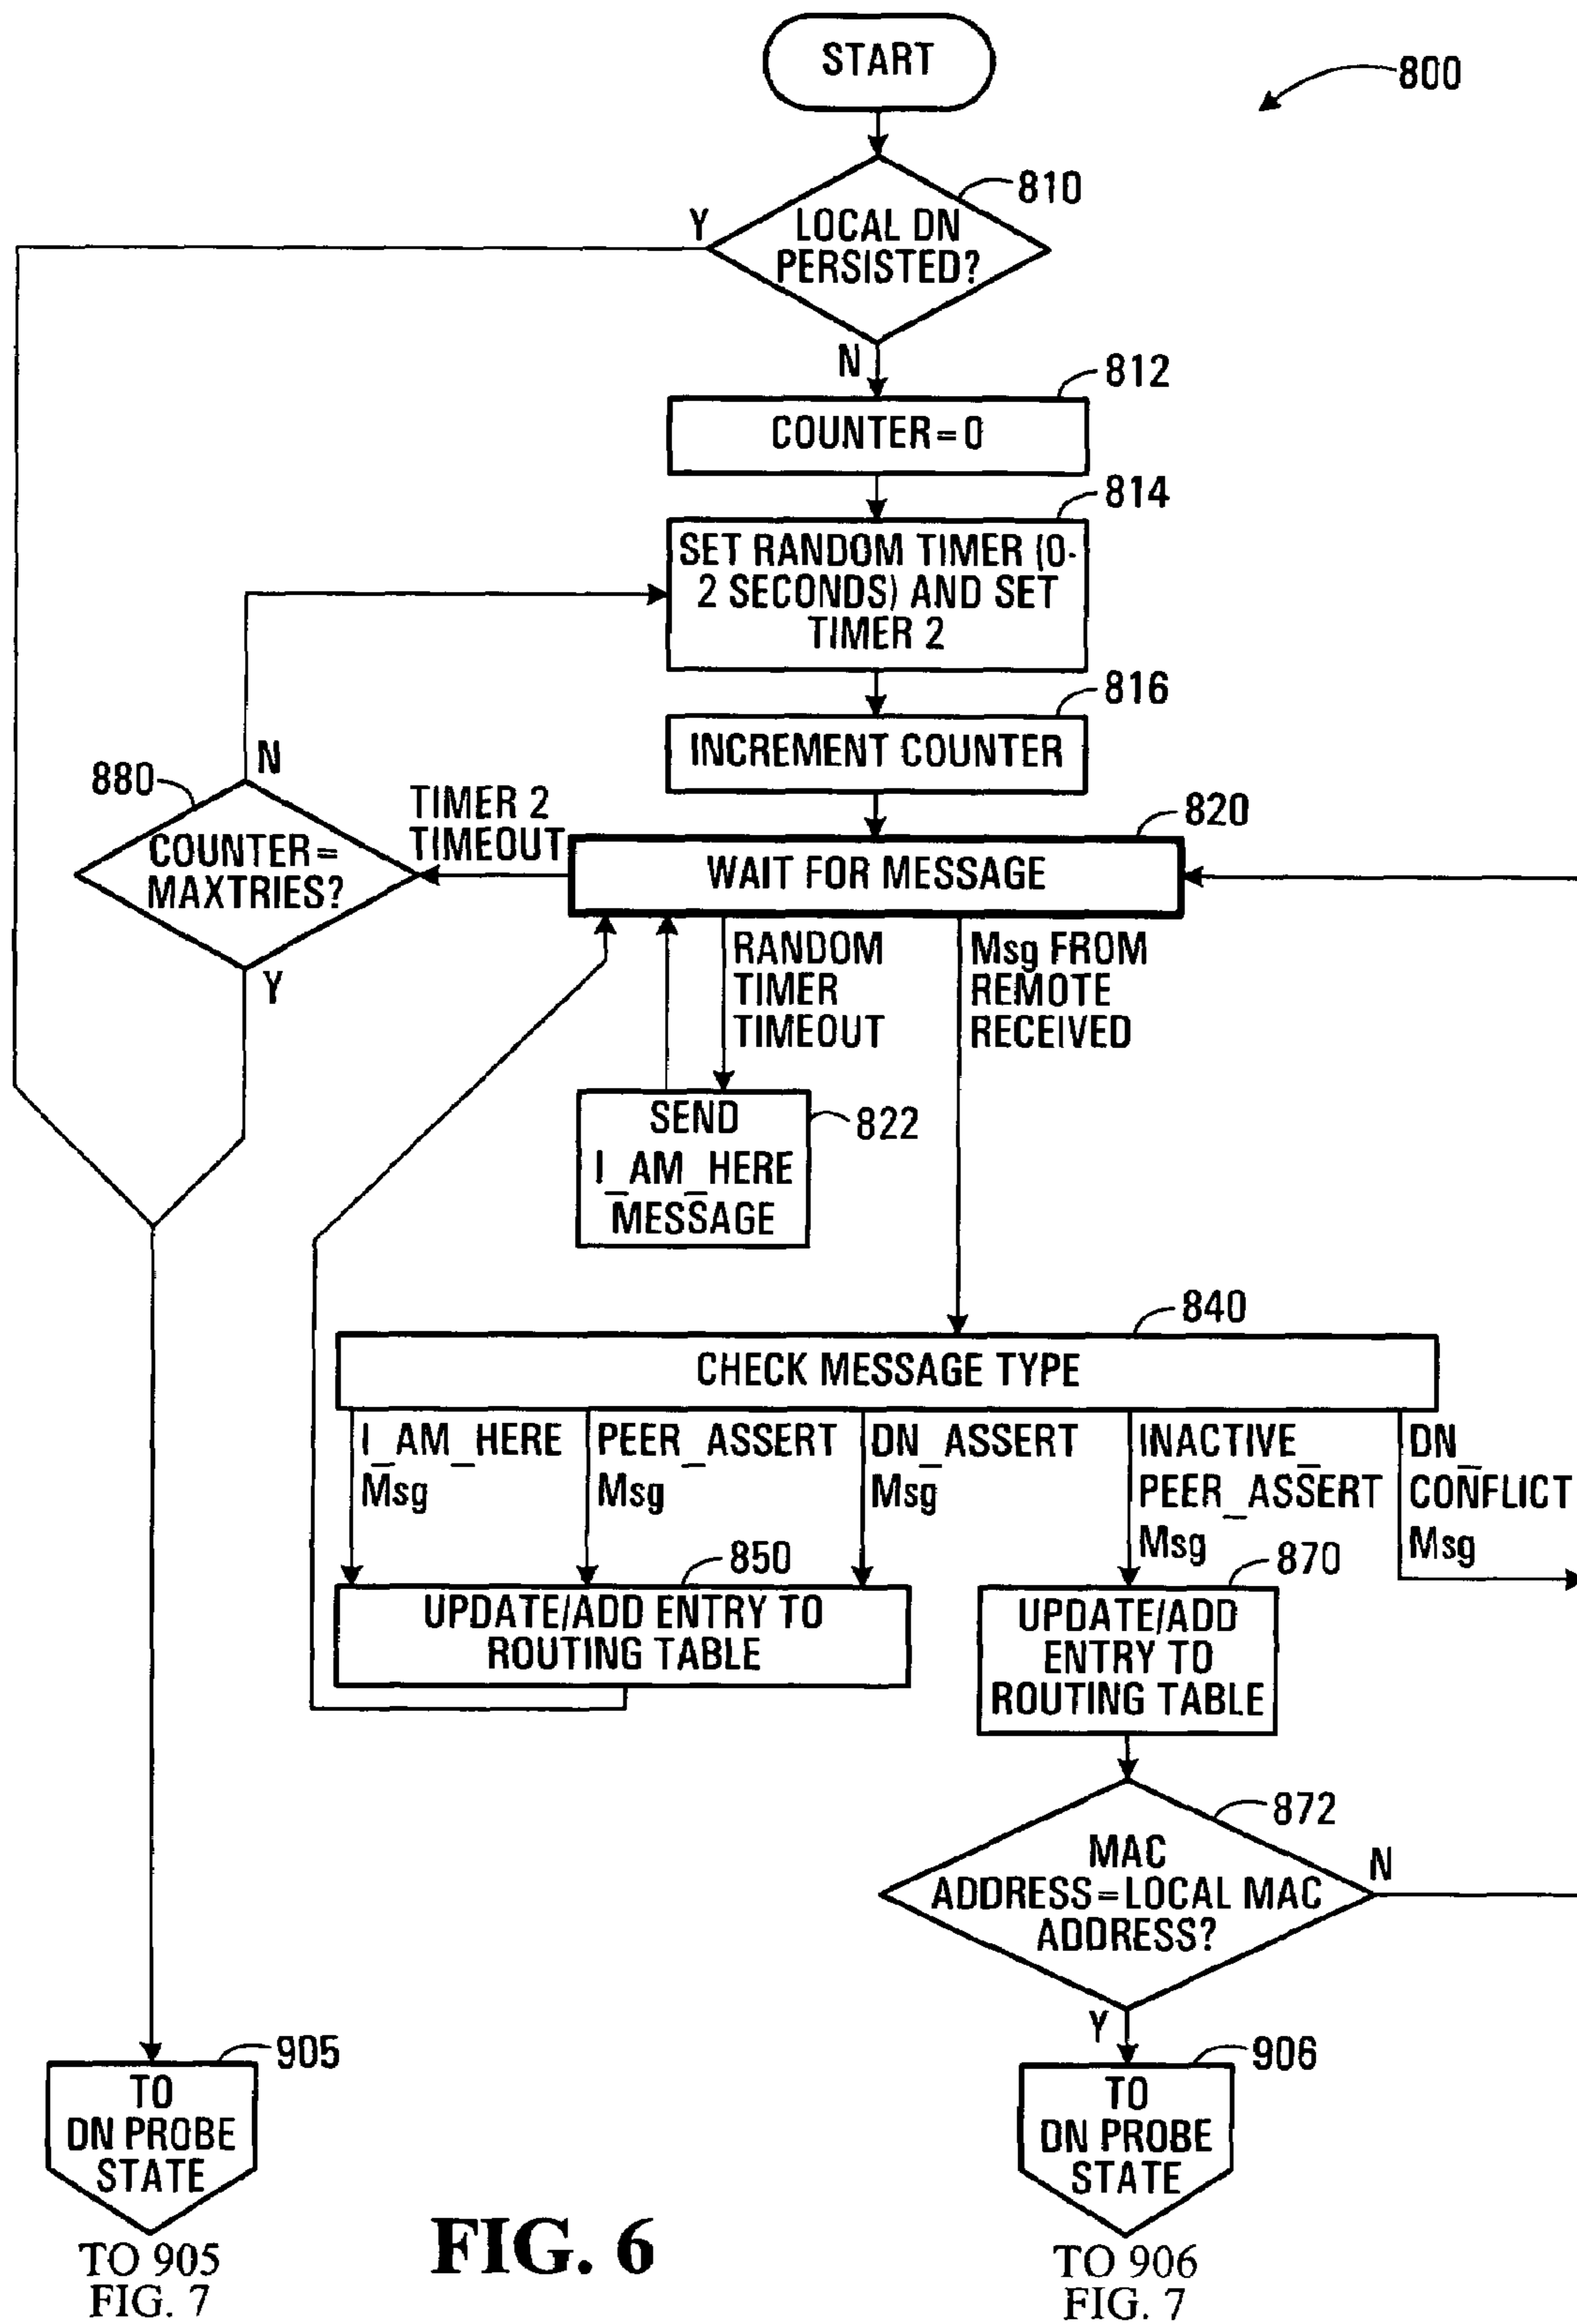 START
800
810
Y
LOCAL DN
PERSISTED?
N
812
COUNTER=0
814
SET RANDOM TIMER (0-
2 SECONDS) AND SET
TIMER 2
816
INCREMENT COUNTER
N
880
COUNTER=
MAXTRIES?
Y
TIMER 2
TIMEOUT
820
WAIT FOR MESSAGE
RANDOM
TIMER
TIMEOUT
Msg FROM
REMOTE
RECEIVED
SEND
I_AM_HERE
MESSAGE
822
840
CHECK MESSAGE TYPE
I_AM_HERE
Msg
PEER_ASSERT
Msg
DN_ASSERT
Msg
INACTIVE_
PEER_ASSERT
Msg
DN_
CONFLICT
Msg
850
UPDATE/ADD ENTRY TO
ROUTING TABLE
870
UPDATE/ADD
ENTRY TO
ROUTING TABLE
872
MAC
ADDRESS=LOCAL MAC
ADDRESS?
N
Y
905
TO
DN PROBE
STATE
TO 905
FIG. 7
FIG. 6
906
TO
DN PROBE
STATE
TO 906
FIG. 7